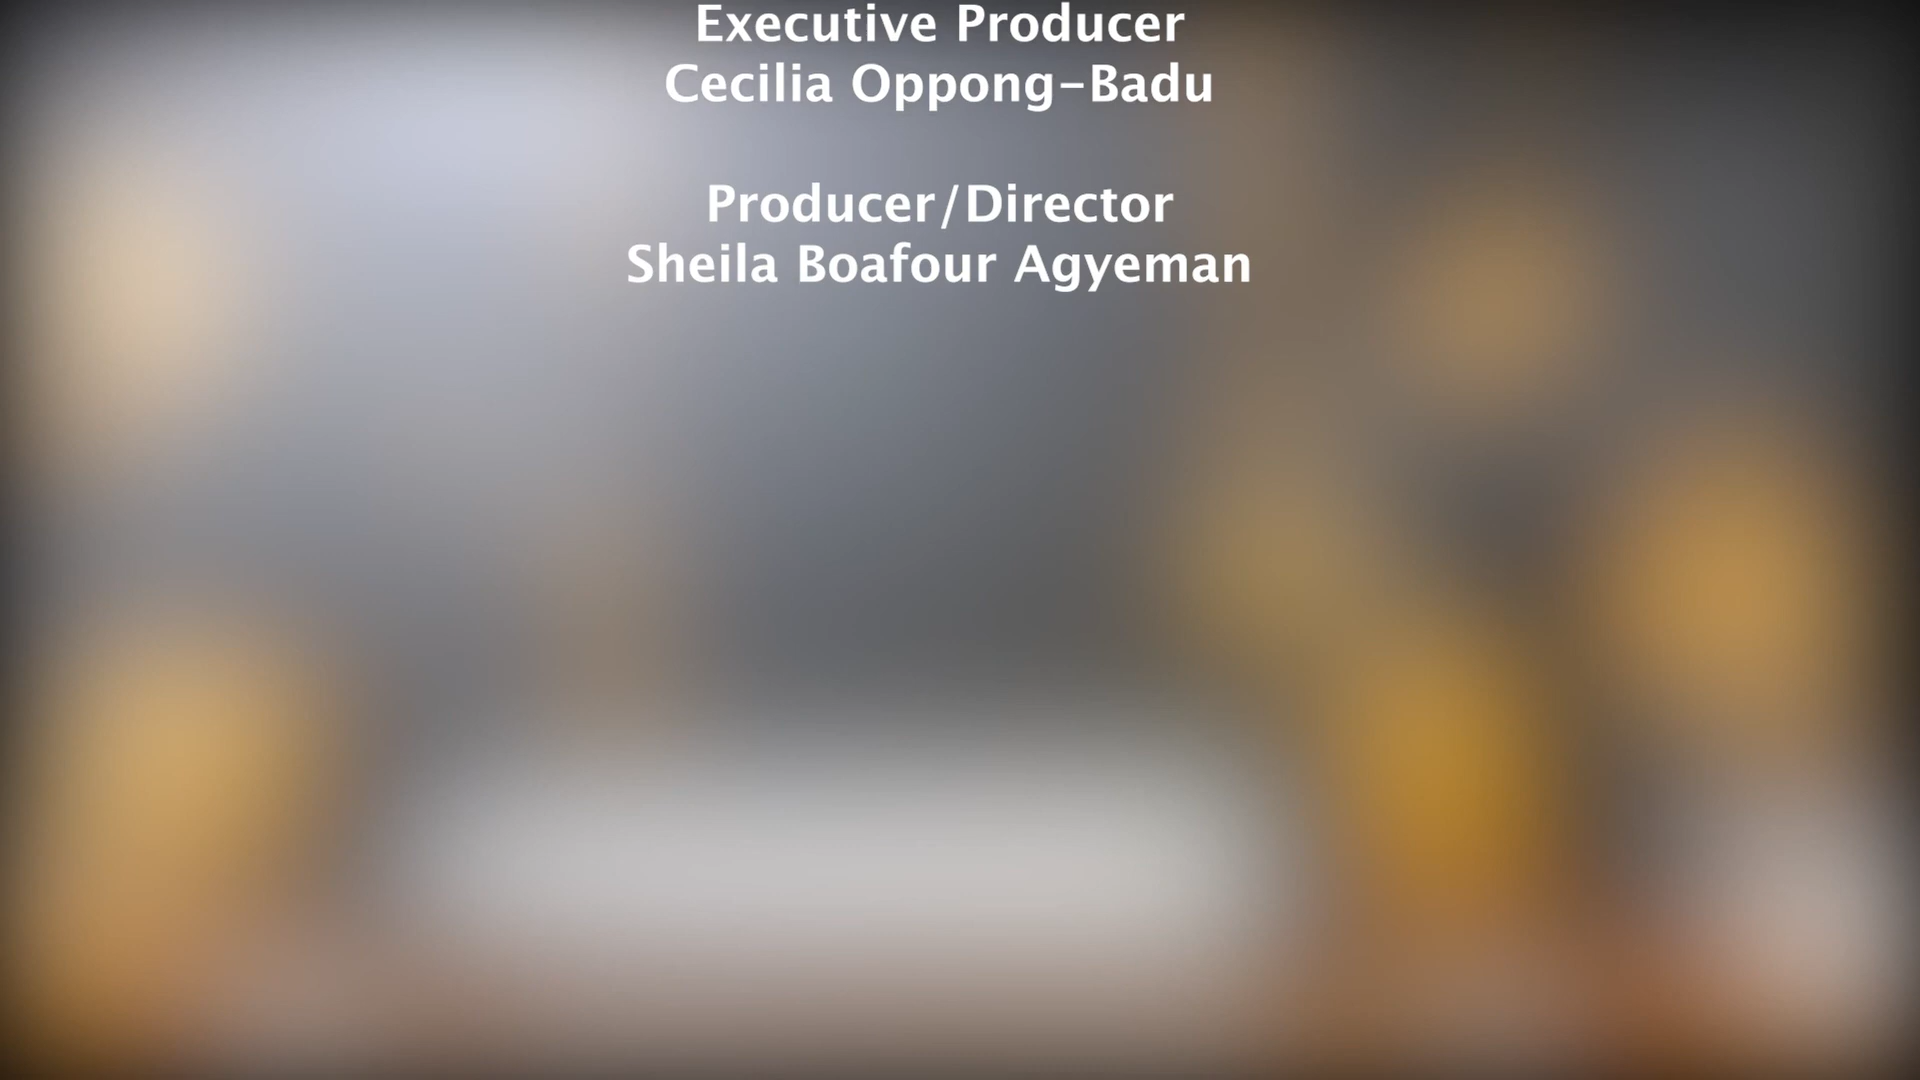 Executive Producer
Cecilia Oppong-Badu
Producer/Director
Sheila Boafour Agyeman